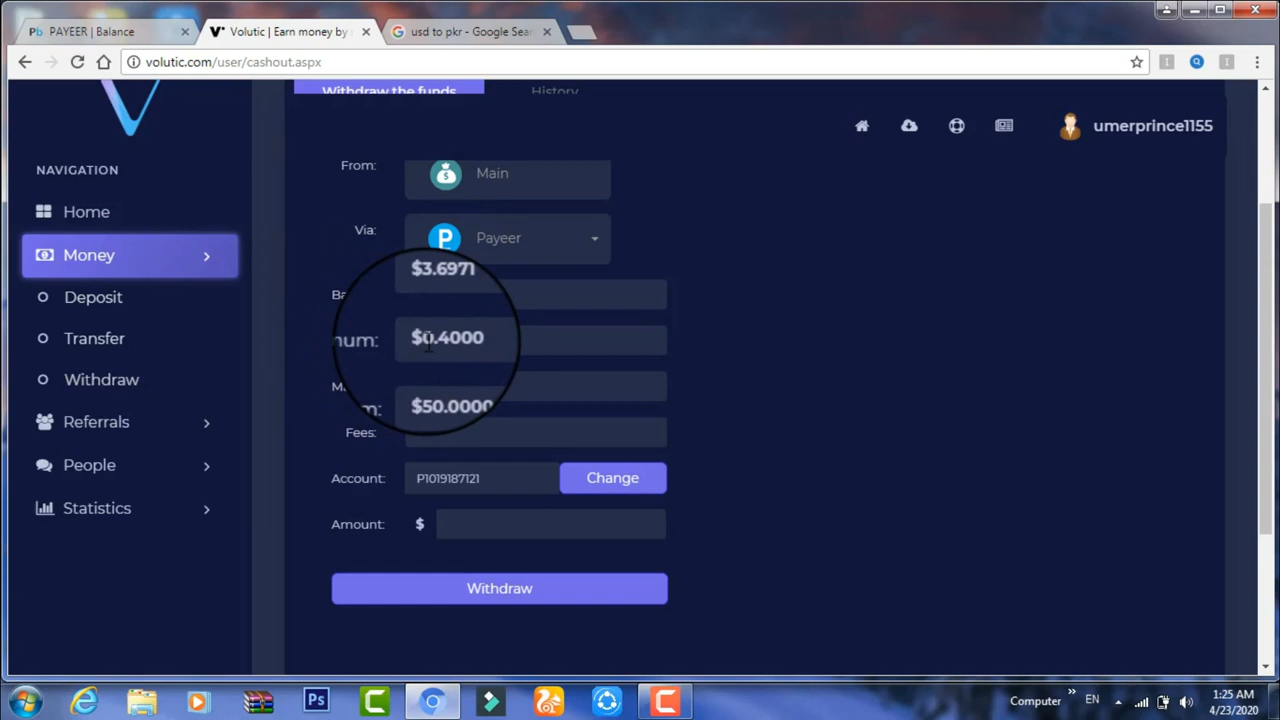 PAYEER | Balance
Volutic | Earn money by
usd to pkr - Google Sea
volutic.com/user/cashout.aspx
Withdraw the funds
History
umerprince1155
NAVIGATION
Home
Money
Deposit
Transfer
Withdraw
Referrals
People
Statistics
From:
Main
Via:
Payeer
Ba
$3.6971
num:
$0.4000
M
m:
$50.0000
Fees:
Account:
P1019187121
Change
Amount:
$
Withdraw
Computer
EN
1:25 AM
4/23/2020